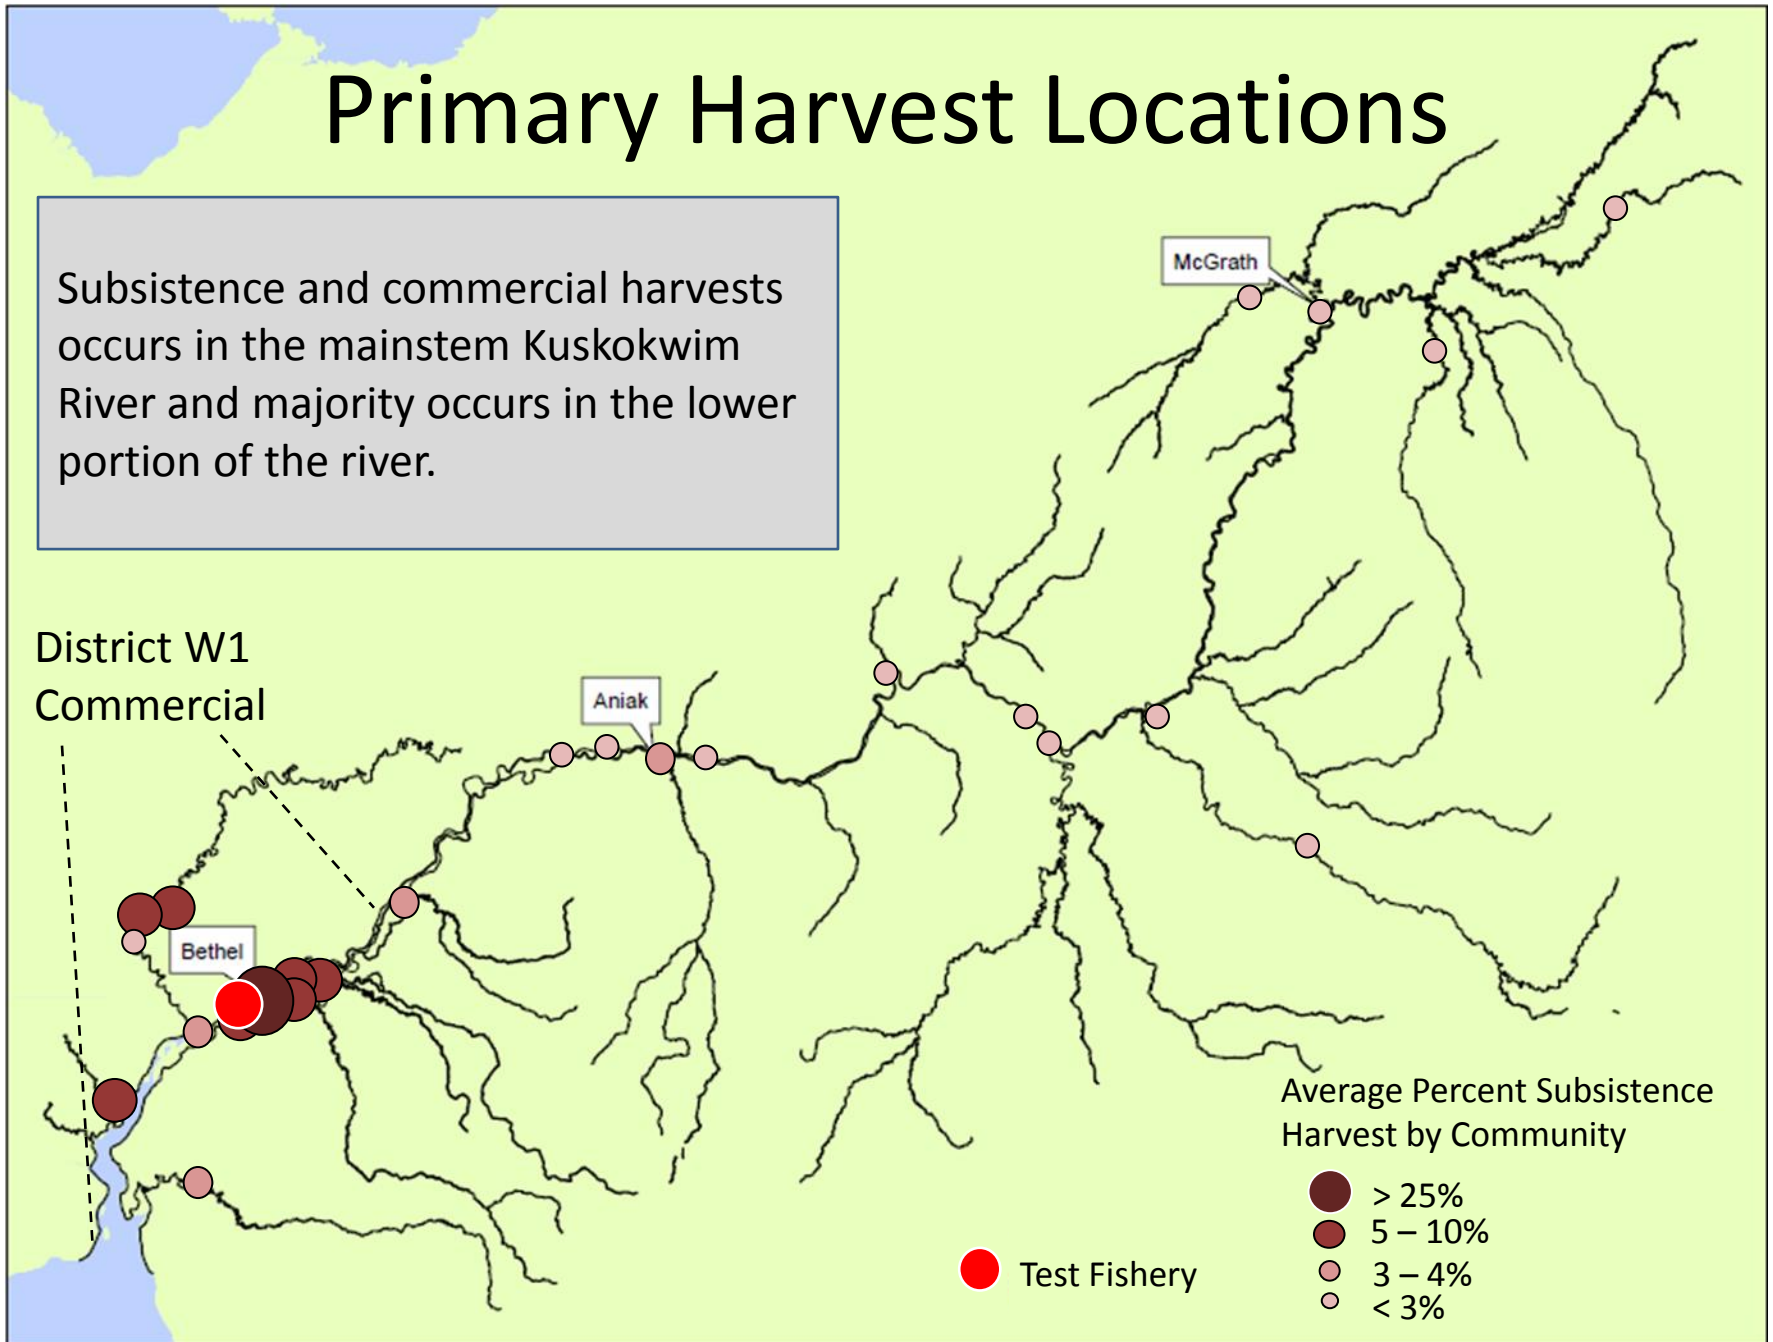 Primary Harvest Locations
Subsistence and commercial harvests
occurs in the mainstem Kuskokwim
River and majority occurs in the lower
portion of the river.
McGrath
District W1
Commercial
Aniak
Bethel
Average Percent Subsistence
Harvest by Community
> 25%
5 – 10%
3 – 4%
< 3%
Test Fishery